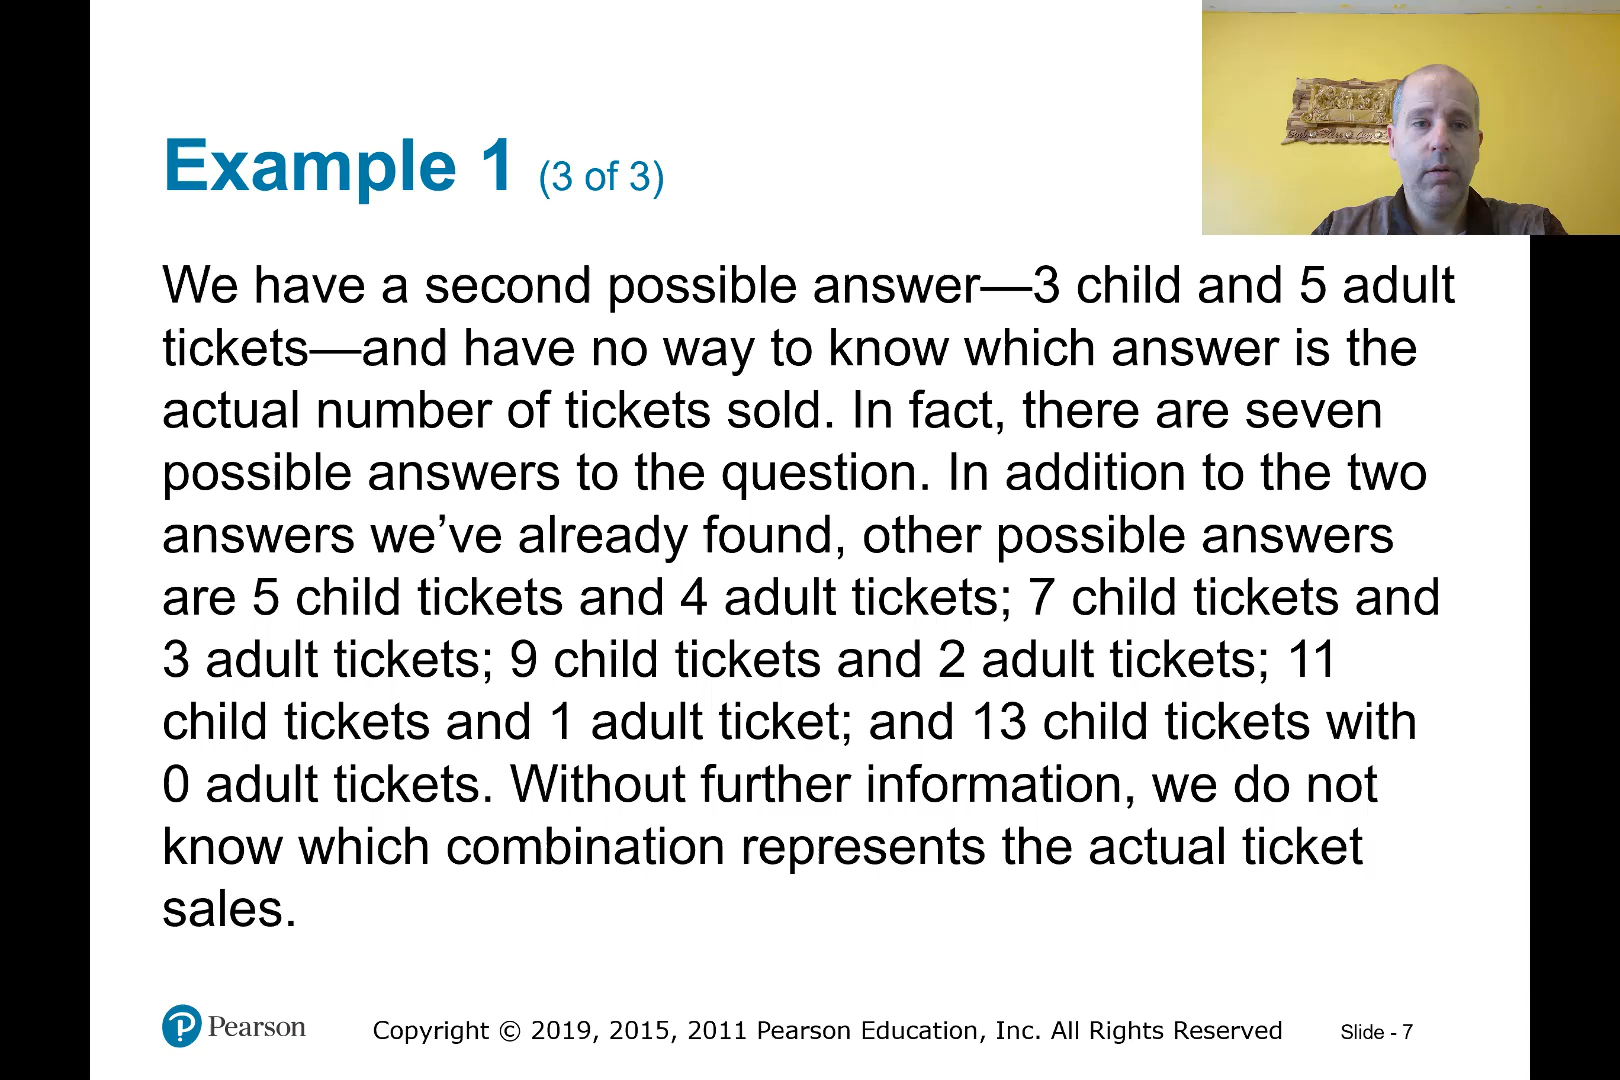 Example 1 (3 of 3)
We have a second possible answer—3 child and 5 adult
tickets—and have no way to know which answer is the
actual number of tickets sold. In fact, there are seven
possible answers to the question. In addition to the two
answers we’ve already found, other possible answers
are 5 child tickets and 4 adult tickets; 7 child tickets and
3 adult tickets; 9 child tickets and 2 adult tickets; 11
child tickets and 1 adult ticket; and 13 child tickets with
0 adult tickets. Without further information, we do not
know which combination represents the actual ticket
sales.
Pearson
Copyright © 2019, 2015, 2011 Pearson Education, Inc. All Rights Reserved
Slide - 7